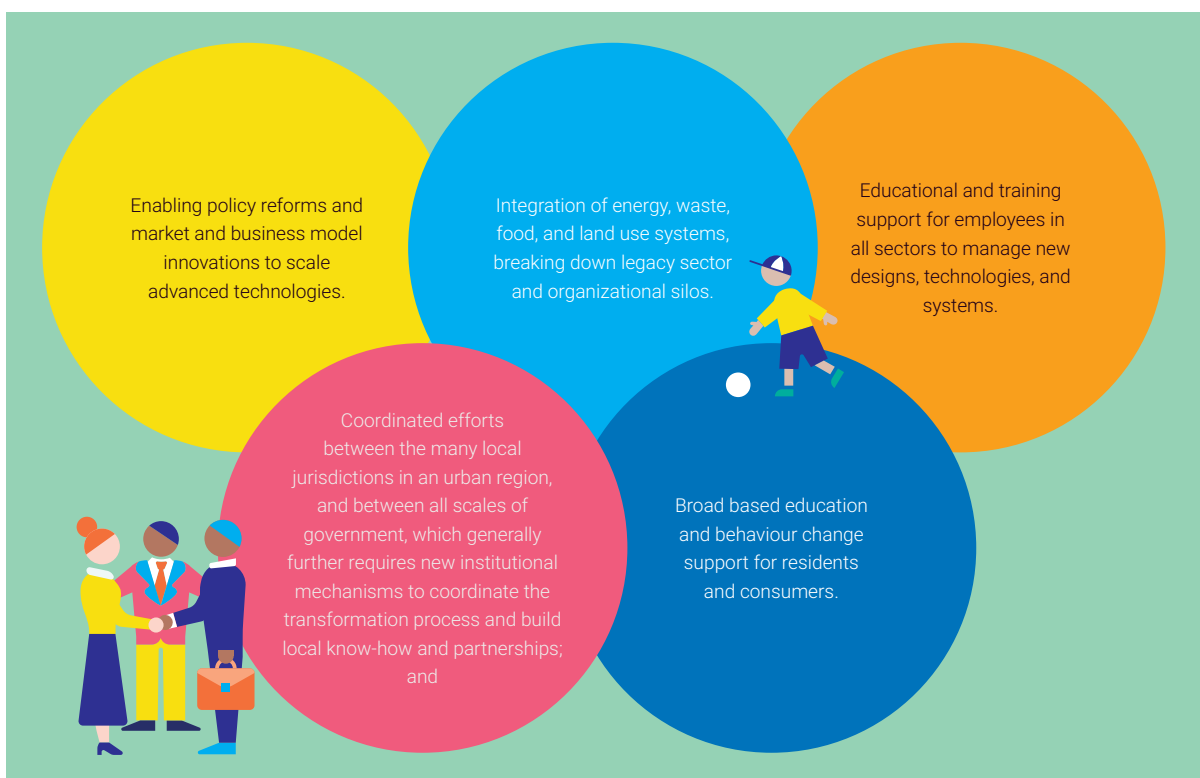 Enabling policy reforms and
market and business model
innovations to scale
advanced technologies.
Integration of energy, waste,
food, and land use systems,
breaking down legacy sector
and organizational silos.
Educational and training
support for employees in
all sectors to manage new
designs, technologies, and
systems.
Coordinated efforts
between the many local
jurisdictions in an urban region,
and between all scales of
government, which generally
further requires new institutional
mechanisms to coordinate the
transformation process and build
local know-how and partnerships;
and
Broad based education
and behaviour change
support for residents
and consumers.